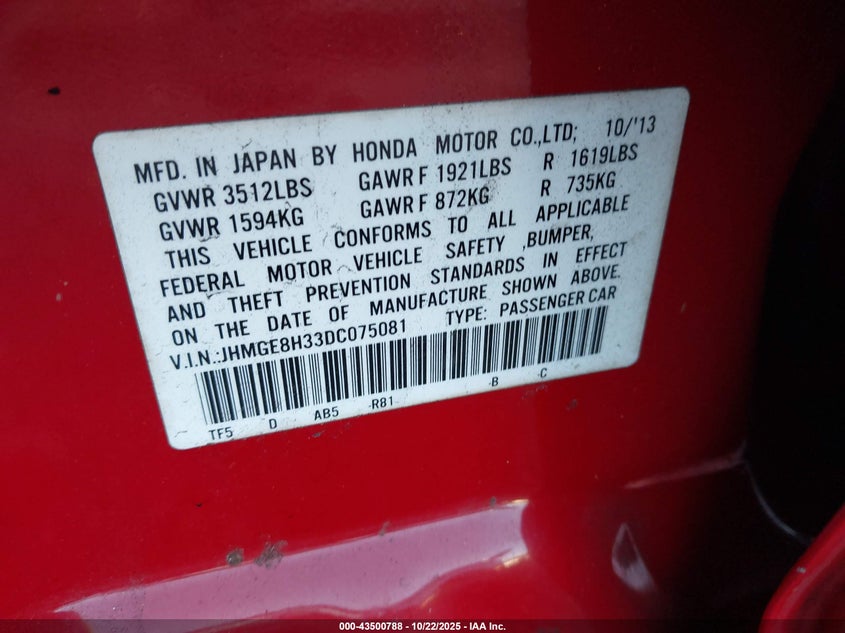 MFD. IN JAPAN BY HONDA MOTOR CO.,LTD; 10/'13
GVWR 3512LBS GAWR F 1921LBS R 1619LBS
GVWR 1594KG GAWR F 872KG R 735KG
THIS VEHICLE CONFORMS TO ALL APPLICABLE
FEDERAL MOTOR VEHICLE SAFETY ,BUMPER,
AND THEFT PREVENTION STANDARDS IN EFFECT
ON THE DATE OF MANUFACTURE SHOWN ABOVE.
V.I.N.:JHMGE8H33DC075081 TYPE: PASSENGER CAR
TF5 D AB5 -R81- -B -C
000-43500788 - 10/22/2025 - IAA Inc.